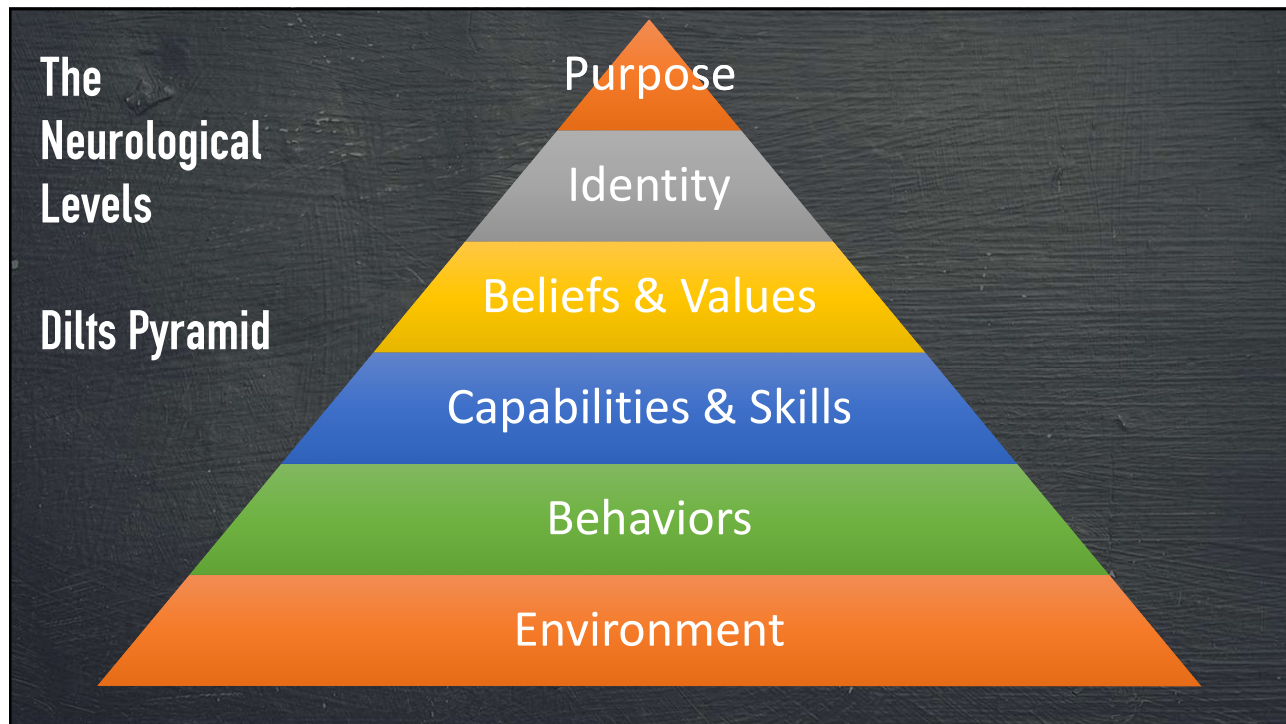 The
Neurological
Levels
Dilts Pyramid
Purpose
Identity
Beliefs & Values
Capabilities & Skills
Behaviors
Environment